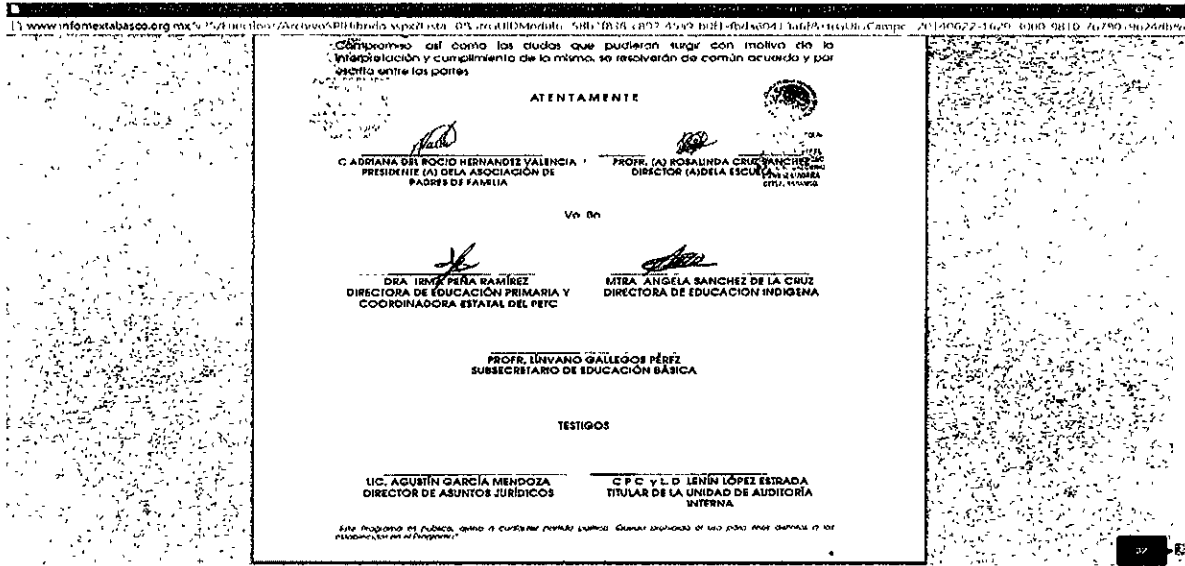 www.infomextabasco.org.mx
Compromiso así como las dudas que pudieran surgir con motivo de la
interpretación y cumplimiento de la misma, se resolverán de común acuerdo y por
escrito entre las partes
ATENTAMENTE
C ADRIANA DEL ROCIO HERNANDEZ VALENCIA
PRESIDENTE (A) DELA ASOCIACIÓN DE
PADRES DE FAMILIA
PROFR. (A) ROSALINDA CRUZ SANCHEZ
DIRECTOR (A)DELA ESCUELA
Vo Bo
DRA IRMA PEÑA RAMÍREZ
DIRECTORA DE EDUCACIÓN PRIMARIA Y
COORDINADORA ESTATAL DEL PETC
MTRA ANGELA SANCHEZ DE LA CRUZ
DIRECTORA DE EDUCACION INDIGENA
PROFR. LINVANO GALLEGOS PÉREZ
SUBSECRETARIO DE EDUCACIÓN BÁSICA
TESTIGOS
LIC. AGUSTÍN GARCÍA MENDOZA
DIRECTOR DE ASUNTOS JURÍDICOS
C P C y L.D LENÍN LÓPEZ ESTRADA
TITULAR DE LA UNIDAD DE AUDITORÍA
INTERNA
Este Programa es público, ajeno a cualquier partido político. Queda prohibido el uso para fines distintos a los
establecidos en el Programa"